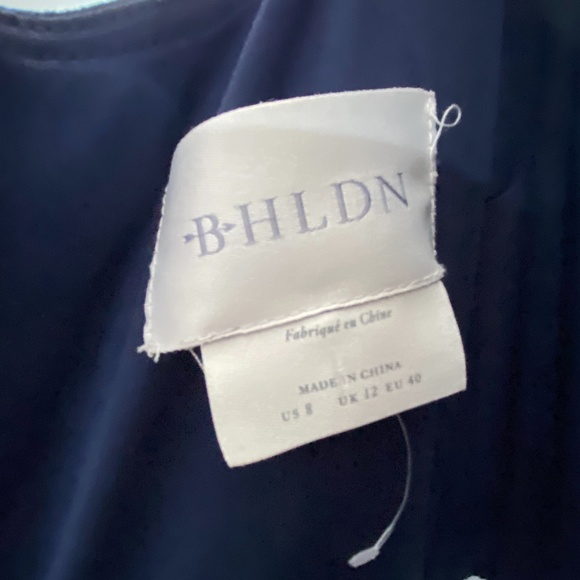 BHLDN
Fabriqué en Chine
MADE IN CHINA
US 8 UK 12 EU 40